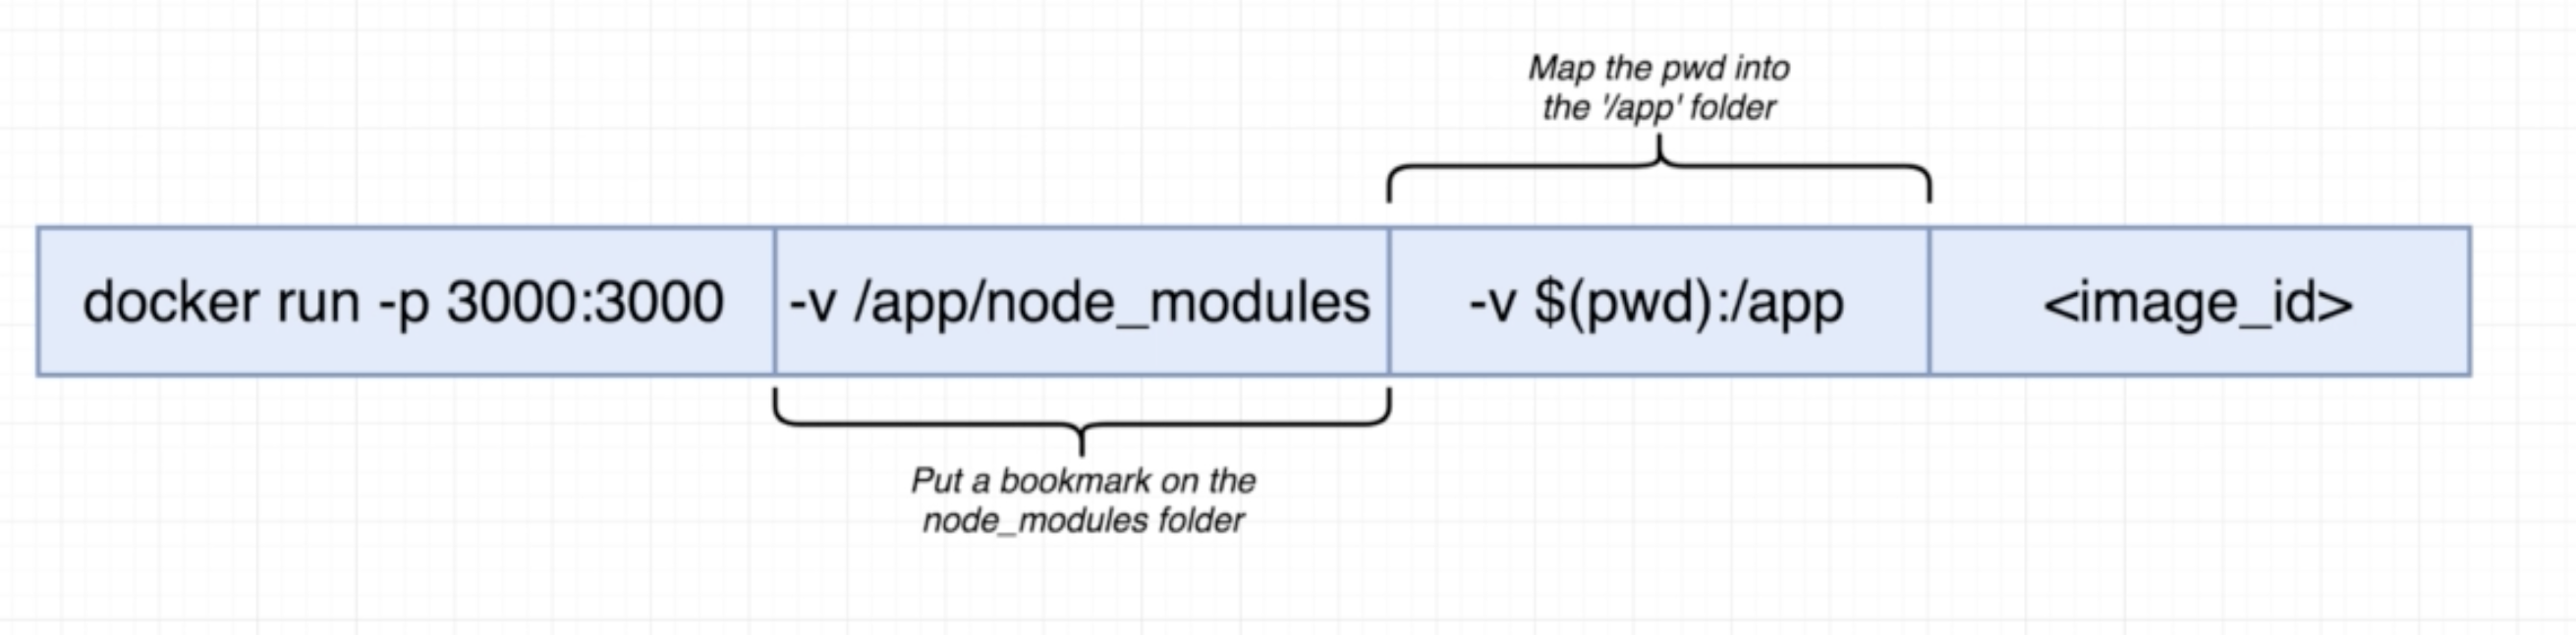 Map the pwd into
the '/app' folder
docker run -p 3000:3000 -v /app/node_modules -v $(pwd):/app <image_id>
Put a bookmark on the
node_modules folder